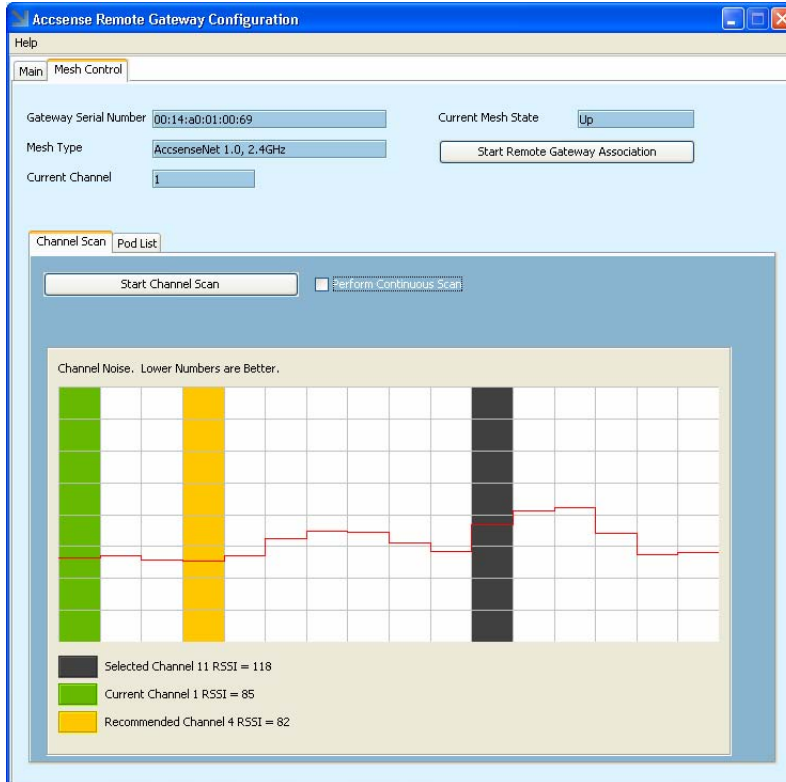 Accsense Remote Gateway Configuration
Help
Main
Mesh Control
Gateway Serial Number 00:14:a0:01:00:69
Current Mesh State Up
Mesh Type AccsenseNet 1.0, 2.4GHz
Start Remote Gateway Association
Current Channel 1
Channel Scan
Pod List
Start Channel Scan
Perform Continuous Scan
Channel Noise. Lower Numbers are Better.
Selected Channel 11 RSSI = 118
Current Channel 1 RSSI = 85
Recommended Channel 4 RSSI = 82